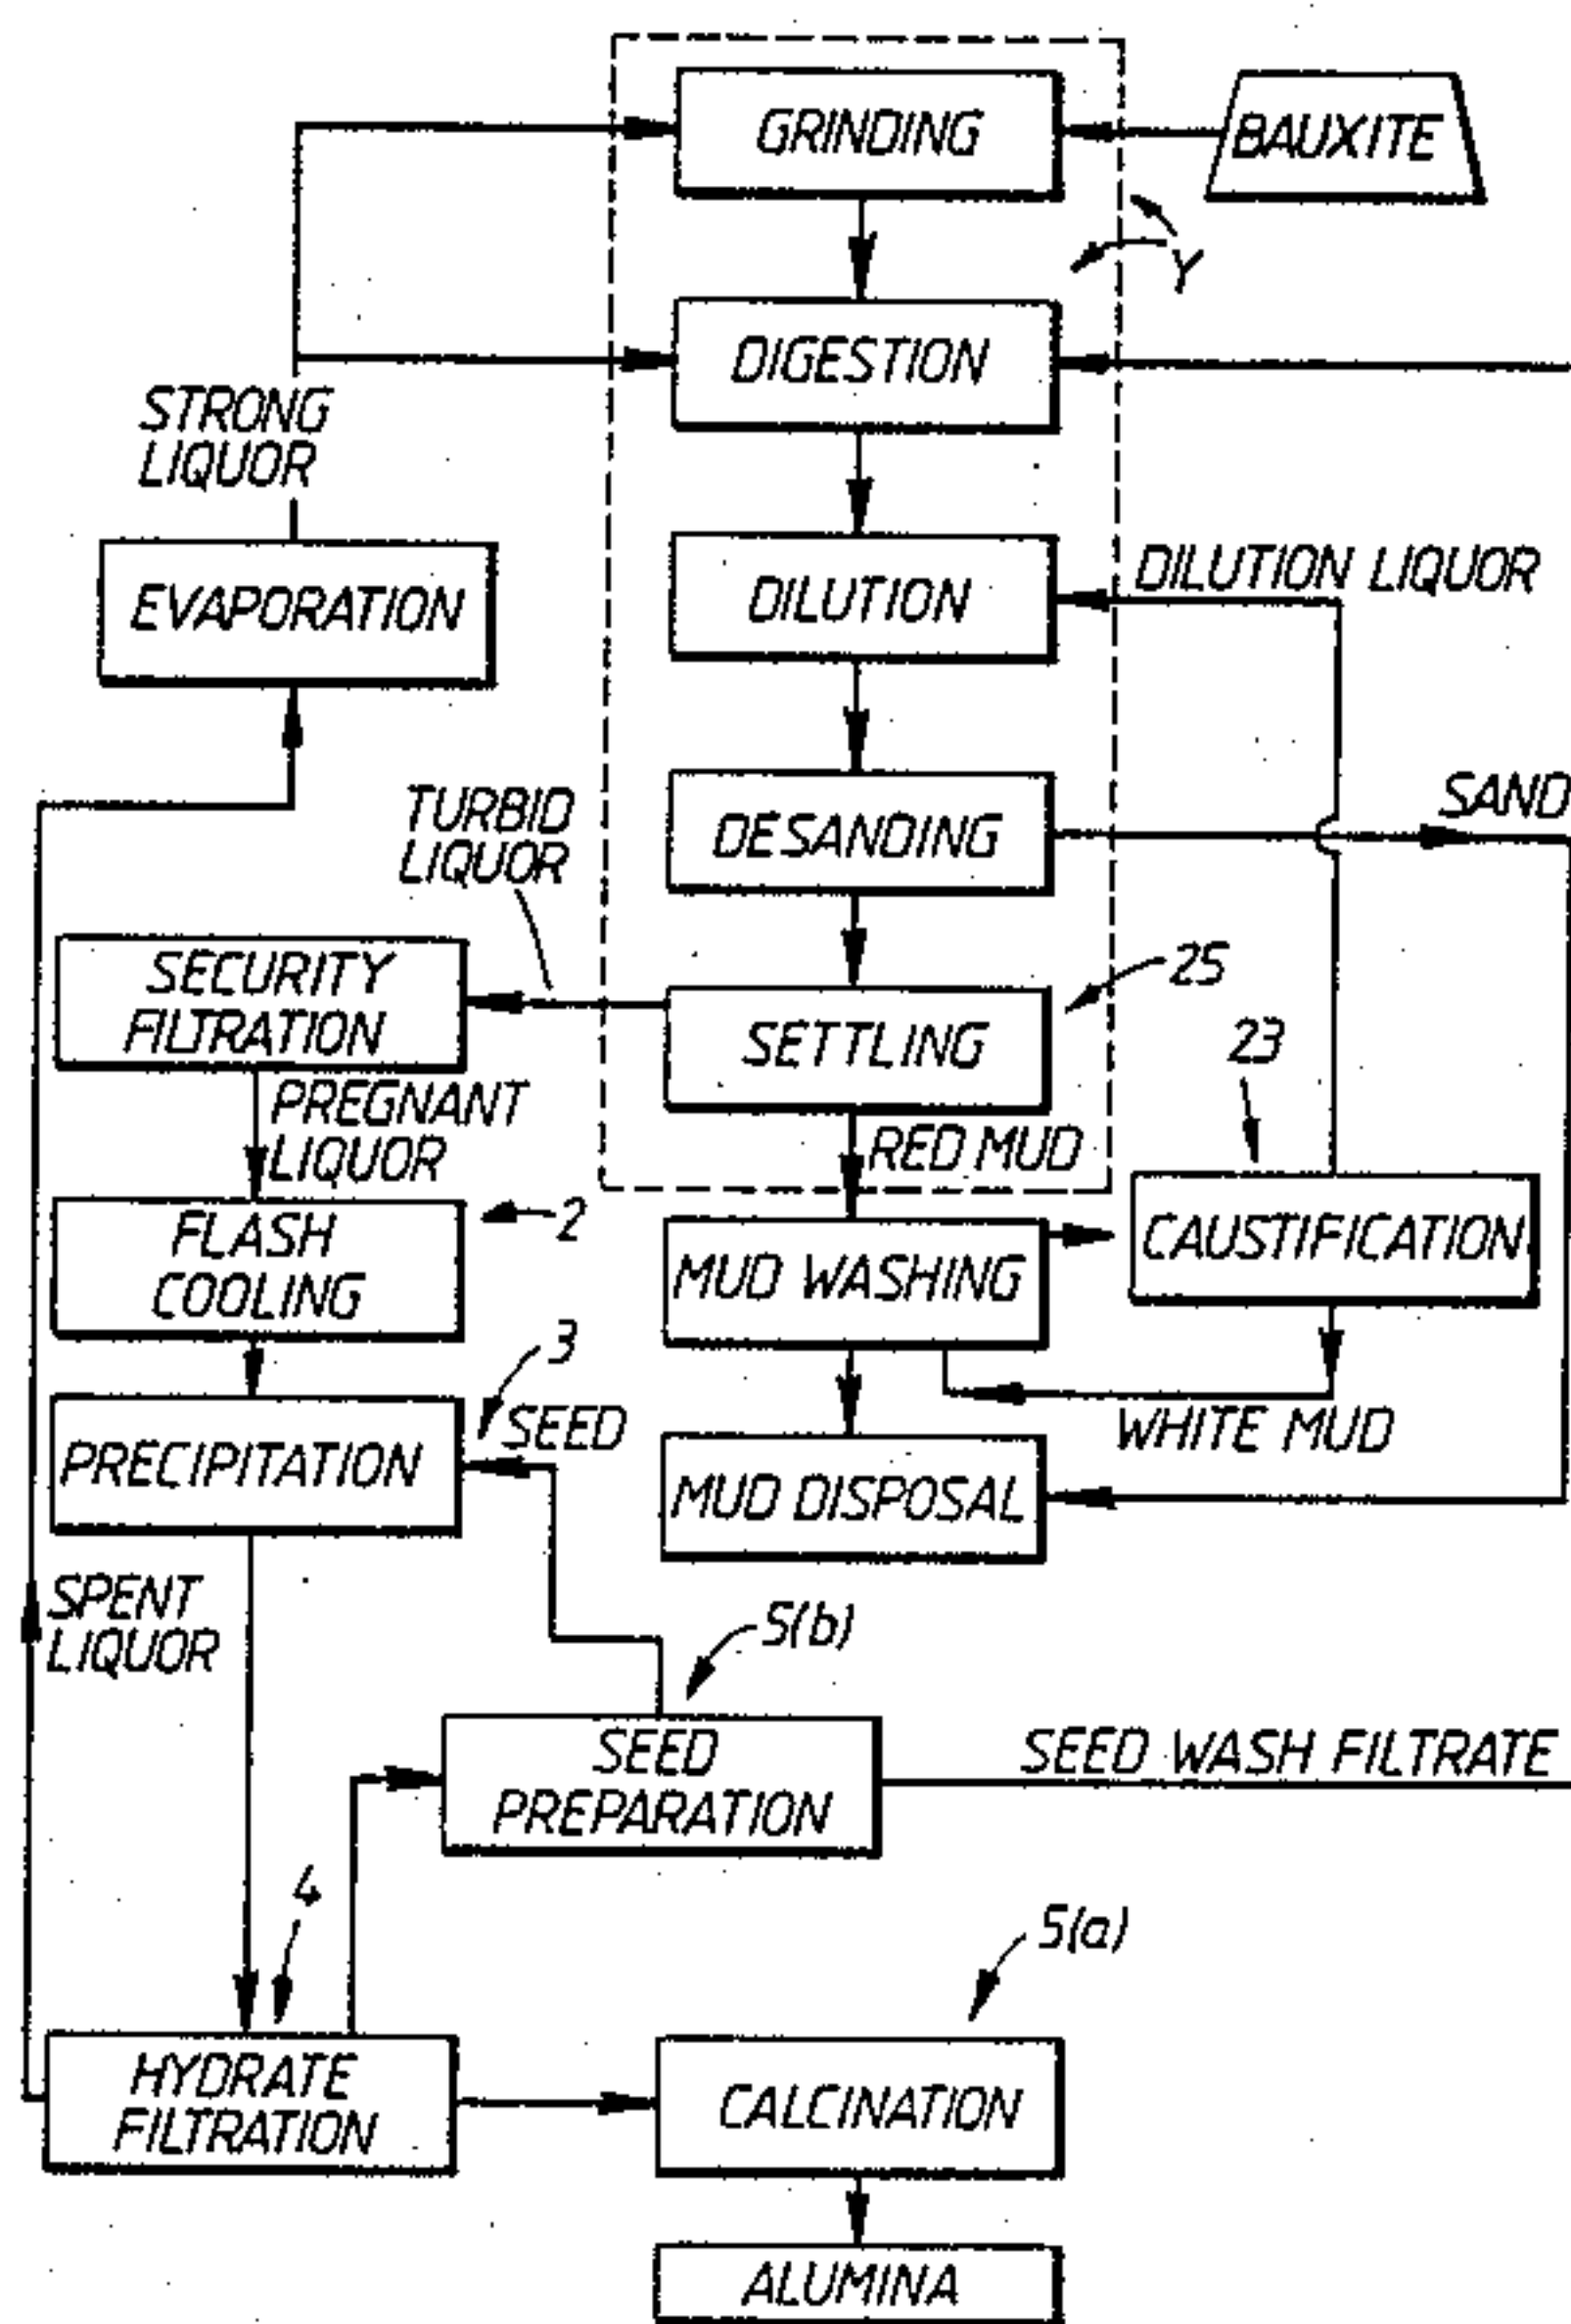 GRINDING
BAUXITE
Y
DIGESTION
STRONG
LIQUOR
EVAPORATION
DILUTION
DILUTION LIQUOR
TURBID
LIQUOR
DESANDING
SAND
SECURITY
FILTRATION
SETTLING
25
23
PREGNANT
LIQUOR
RED MUD
FLASH
COOLING
2
MUD WASHING
CAUSTIFICATION
3
SEED
WHITE MUD
PRECIPITATION
MUD DISPOSAL
SPENT
LIQUOR
5(b)
SEED
PREPARATION
SEED WASH FILTRATE
4
5(a)
HYDRATE
FILTRATION
CALCINATION
ALUMINA